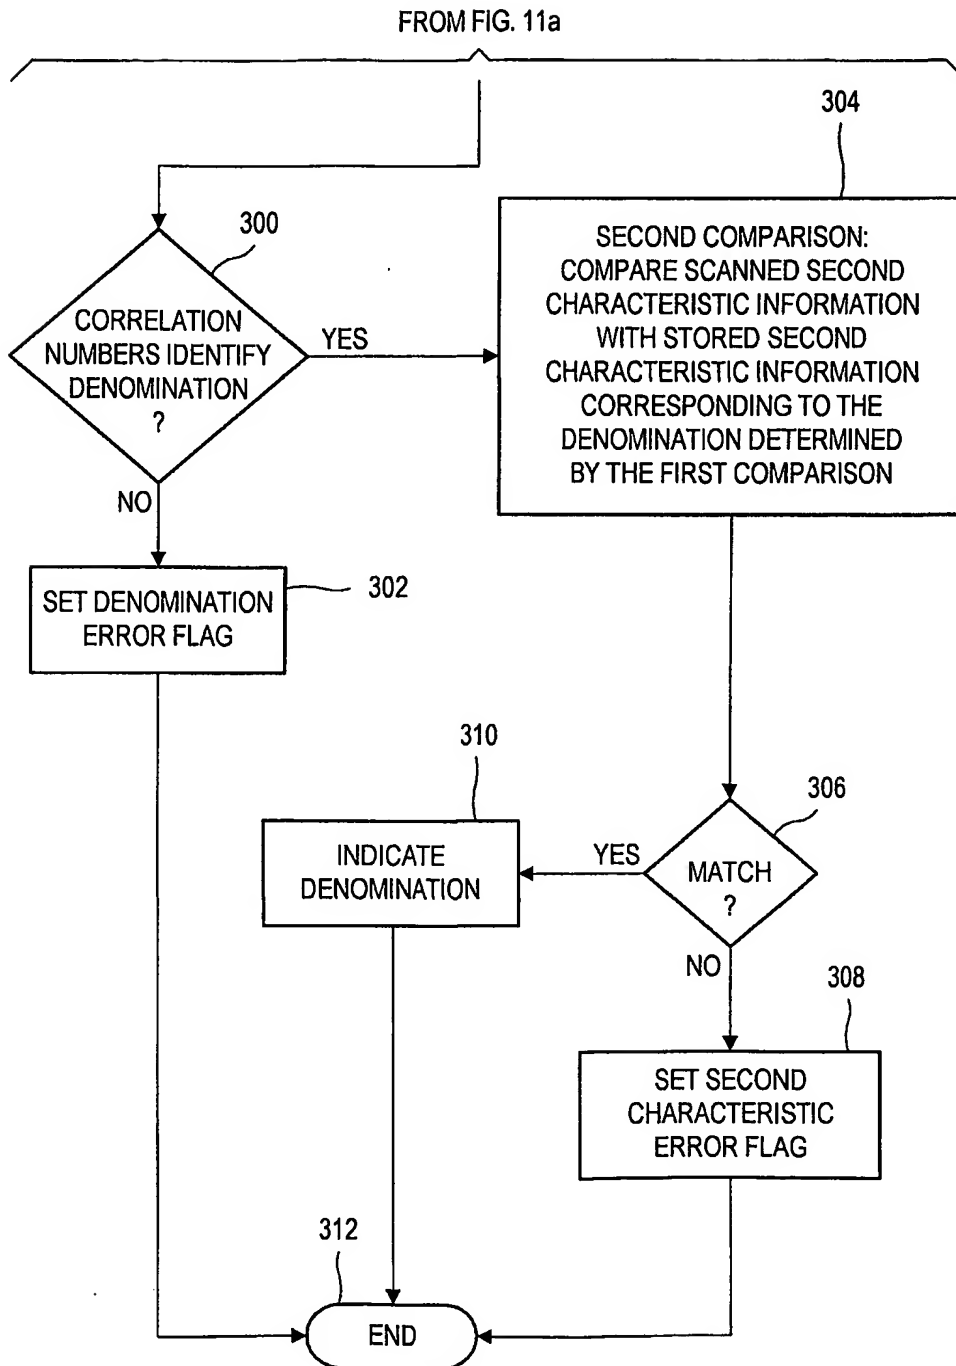 FROM FIG. 11a
304
300
CORRELATION
NUMBERS IDENTIFY
DENOMINATION
?
YES
SECOND COMPARISON:
COMPARE SCANNED SECOND
CHARACTERISTIC INFORMATION
WITH STORED SECOND
CHARACTERISTIC INFORMATION
CORRESPONDING TO THE
DENOMINATION DETERMINED
BY THE FIRST COMPARISON
NO
302
SET DENOMINATION
ERROR FLAG
310
306
INDICATE
DENOMINATION
YES
MATCH
?
NO
308
SET SECOND
CHARACTERISTIC
ERROR FLAG
312
END